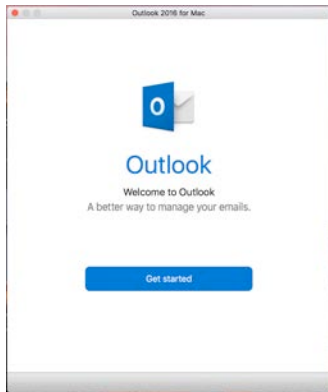 Outlook 2016 for Mac
O
Outlook
Welcome to Outlook
A better way to manage your emails.
Get started